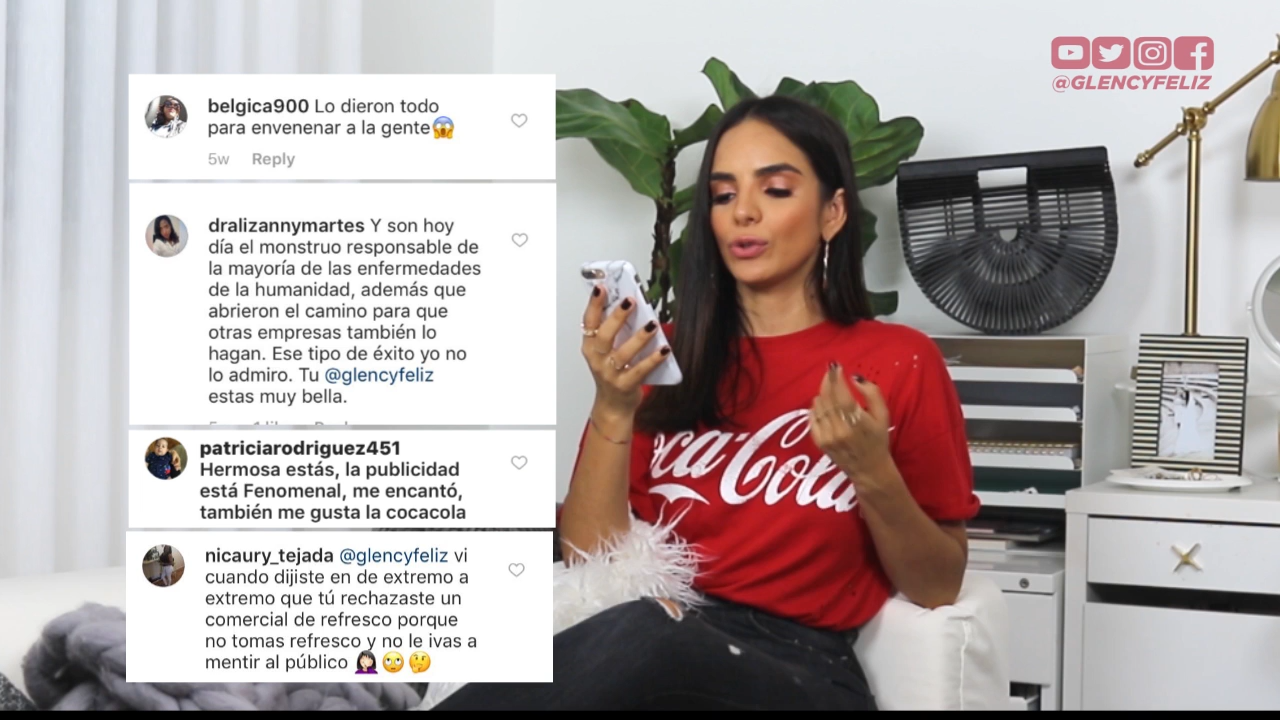 @GLENCYFELIZ
belgica900 Lo dieron todo
para envenenar a la gente😱
5w Reply
dralizannymartes Y son hoy
día el monstruo responsable de
la mayoría de las enfermedades
de la humanidad, además que
abrieron el camino para que
otras empresas también lo
hagan. Ese tipo de éxito yo no
lo admiro. Tu @glencyfeliz
estas muy bella.
patriciarodriguez451
Hermosa estás, la publicidad
está Fenomenal, me encantó,
también me gusta la cocacola
nicaury_tejada @glencyfeliz vi
cuando dijiste en de extremo a
extremo que tú rechazaste un
comercial de refresco porque
no tomas refresco y no le ivas a
mentir al público 🤦🏻‍♀️🙄🤔
Coca-Cola